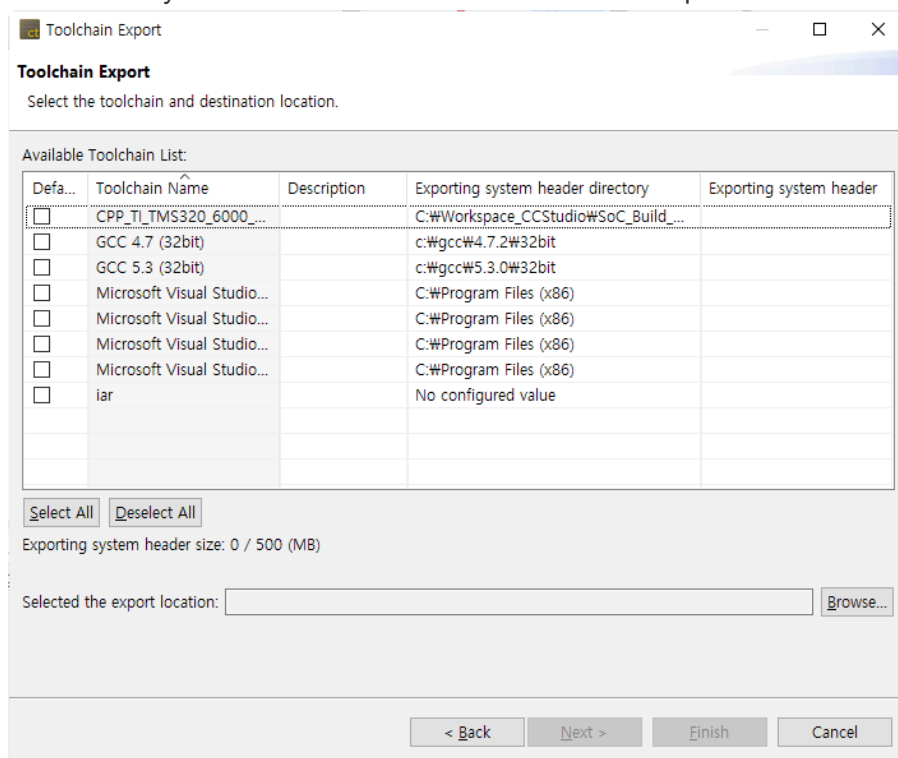 ct Toolchain Export
Toolchain Export
Select the toolchain and destination location.
Available Toolchain List:
Defa... Toolchain Name Description Exporting system header directory Exporting system header
CPP_TI_TMS320_6000_... C:₩Workspace_CCStudio₩SoC_Build_...
GCC 4.7 (32bit) c:₩gcc₩4.7.2₩32bit
GCC 5.3 (32bit) c:₩gcc₩5.3.0₩32bit
Microsoft Visual Studio... C:₩Program Files (x86)
Microsoft Visual Studio... C:₩Program Files (x86)
Microsoft Visual Studio... C:₩Program Files (x86)
Microsoft Visual Studio... C:₩Program Files (x86)
iar No configured value
Select All Deselect All
Exporting system header size: 0 / 500 (MB)
Selected the export location: Browse...
< Back Next > Finish Cancel